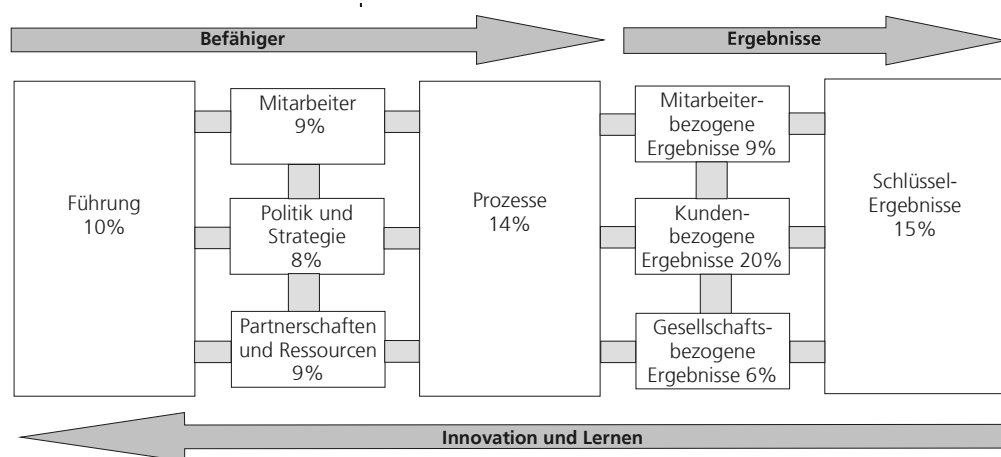 Befähiger
Ergebnisse
Führung
10%
Mitarbeiter
9%
Politik und
Strategie
8%
Partnerschaften
und Ressourcen
9%
Prozesse
14%
Mitarbeiter-
bezogene
Ergebnisse 9%
Kunden-
bezogene
Ergebnisse 20%
Gesellschafts-
bezogene
Ergebnisse 6%
Schlüssel-
Ergebnisse
15%
Innovation und Lernen